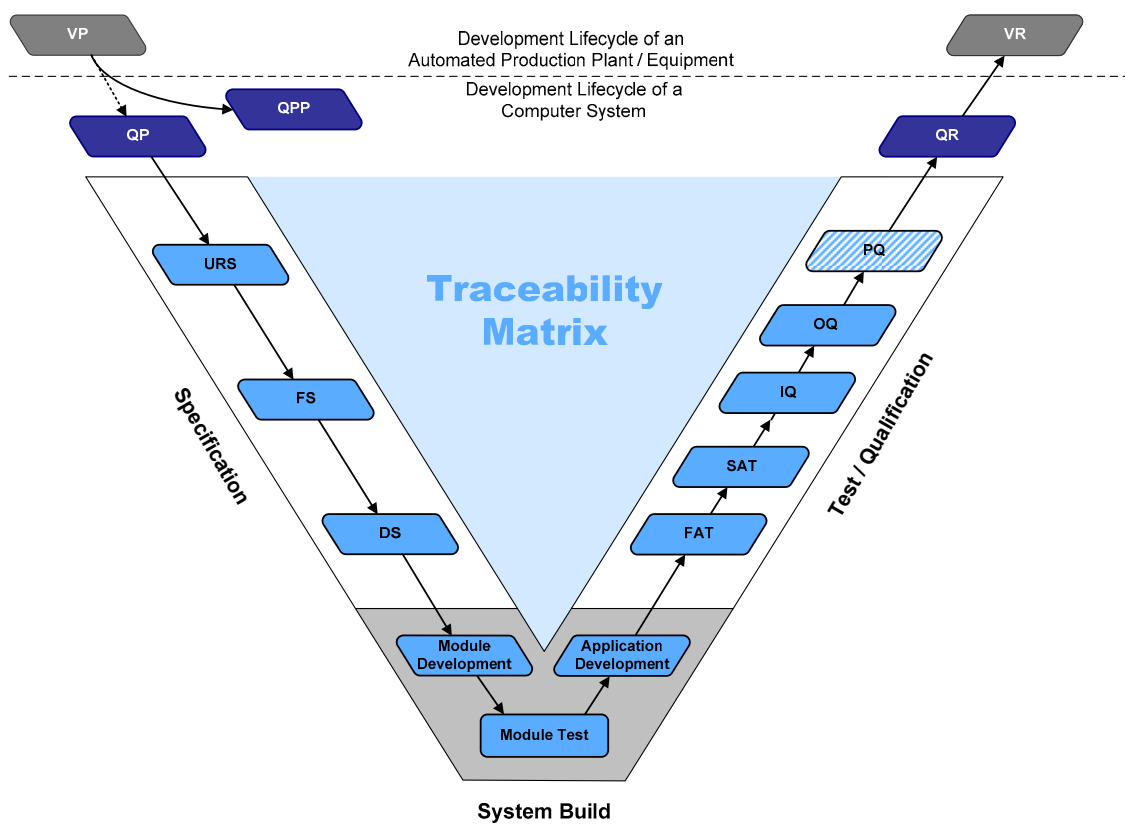 VP
Development Lifecycle of an
Automated Production Plant / Equipment
VR
Development Lifecycle of a
Computer System
QPP
QP
QR
URS
PQ
Traceability
Matrix
OQ
FS
IQ
Specification
Test / Qualification
SAT
DS
FAT
Module
Development
Application
Development
Module Test
System Build